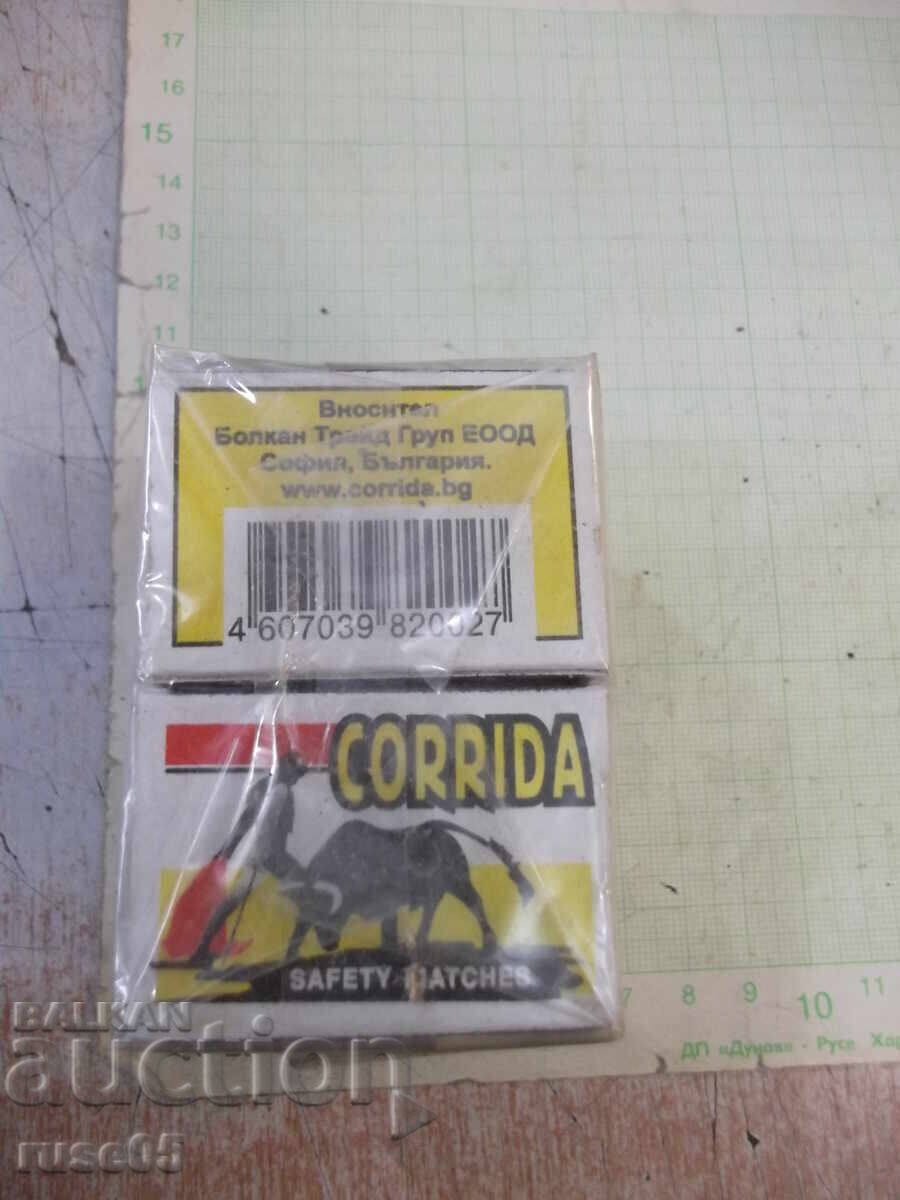 17
16
15
14
13
12
11
Вносител
Болкан Трейд Груп ЕООД
София, България.
www.corrida.bg
4 607039 820027
CORRIDA
SAFETY MATCHES
7 8 9 10 11
ДП «Дунав» - Русе Хар
BALKAN
auction
ruse05